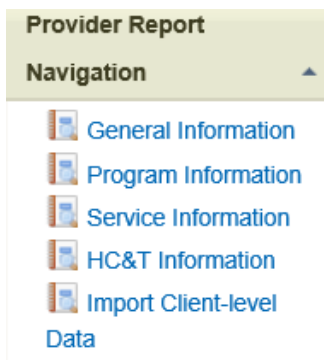 Provider Report
Navigation
General Information
Program Information
Service Information
HC&T Information
Import Client-level
Data